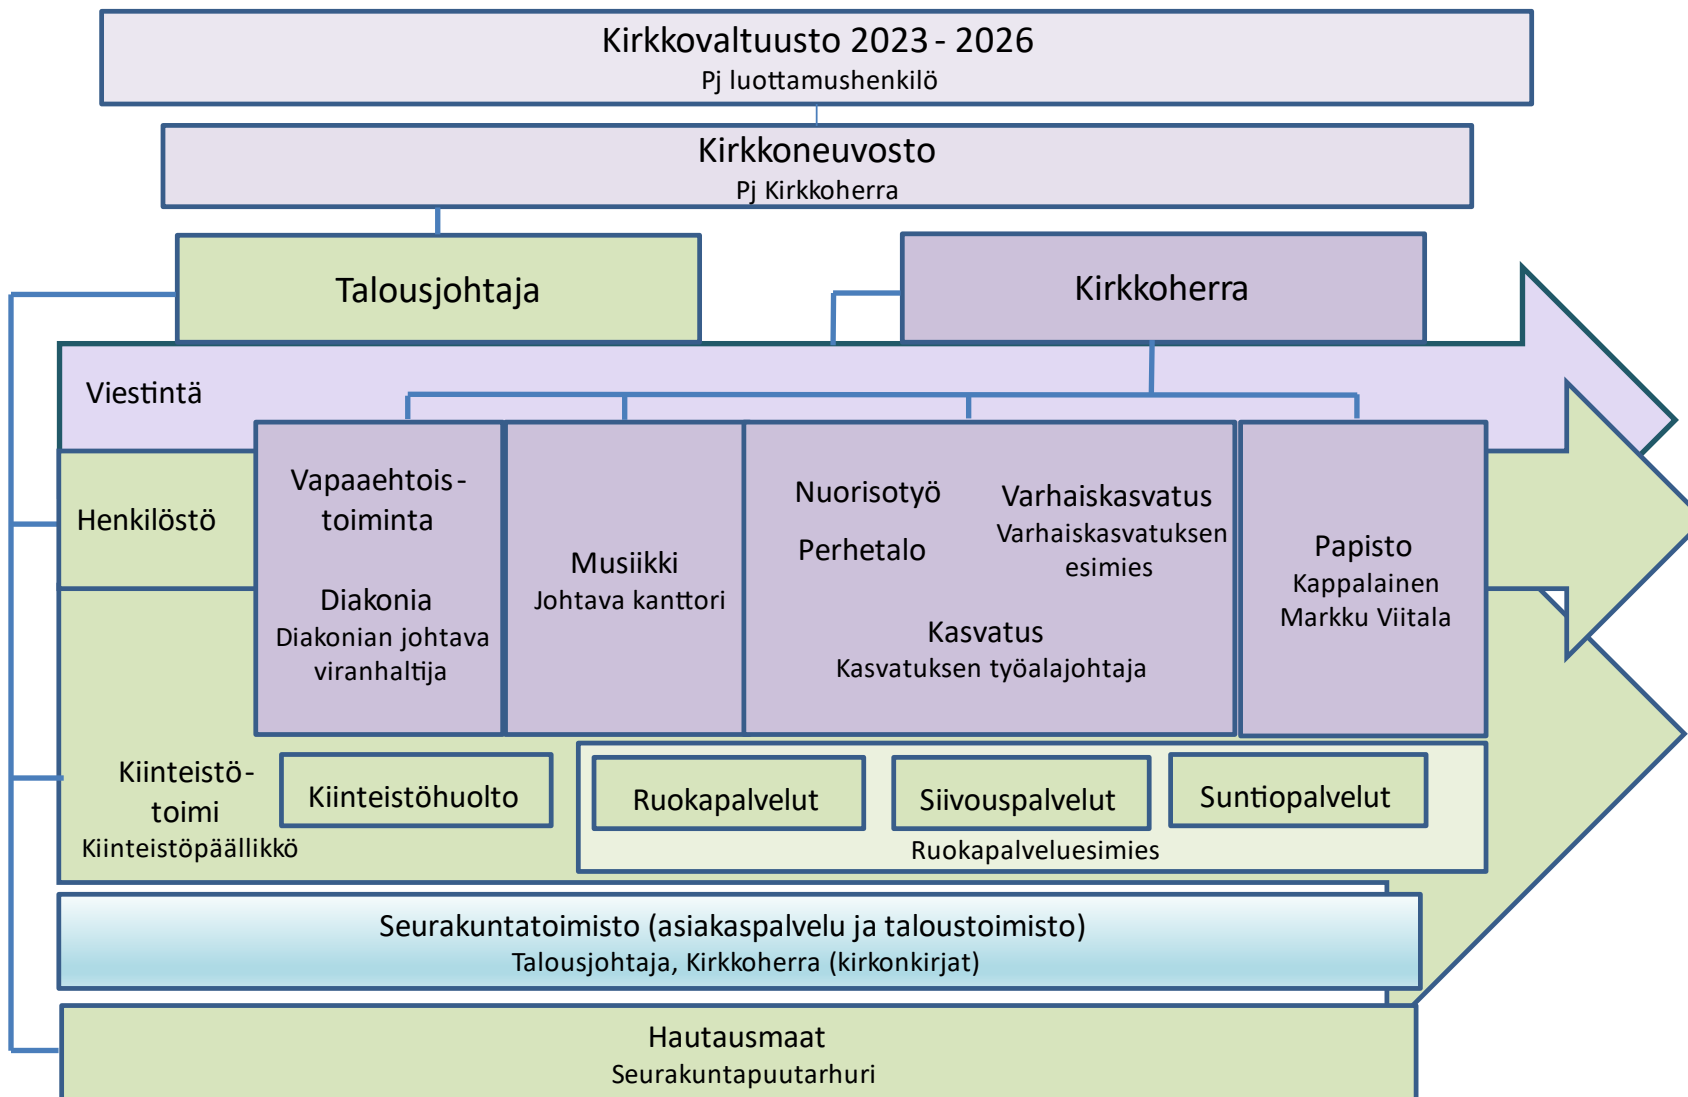 Kirkkovaltuusto 2023 - 2026
Pj luottamushenkilö
Kirkkoneuvosto
Pj Kirkkoherra
Talousjohtaja
Kirkkoherra
Viestintä
Henkilöstö
Vapaaehtois-
toiminta
Diakonia
Diakonian johtava
viranhaltija
Musiikki
Johtava kanttori
Nuorisotyö
Perhetalo
Varhaiskasvatus
Varhaiskasvatuksen
esimies
Kasvatus
Kasvatuksen työalajohtaja
Papisto
Kappalainen
Markku Viitala
Kiinteistö-
toimi
Kiinteistöpäällikkö
Kiinteistöhuolto
Ruokapalvelut
Siivouspalvelut
Suntiopalvelut
Ruokapalveluesimies
Seurakuntatoimisto (asiakaspalvelu ja taloustoimisto)
Talousjohtaja, Kirkkoherra (kirkonkirjat)
Hautausmaat
Seurakuntapuutarhuri